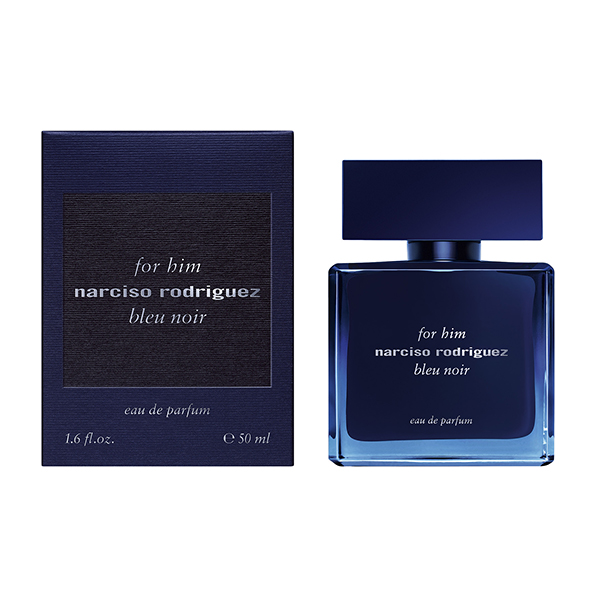 for him
narciso rodriguez
bleu noir
eau de parfum
1.6 fl.oz. ℮ 50 ml
for him
narciso rodriguez
bleu noir
eau de parfum